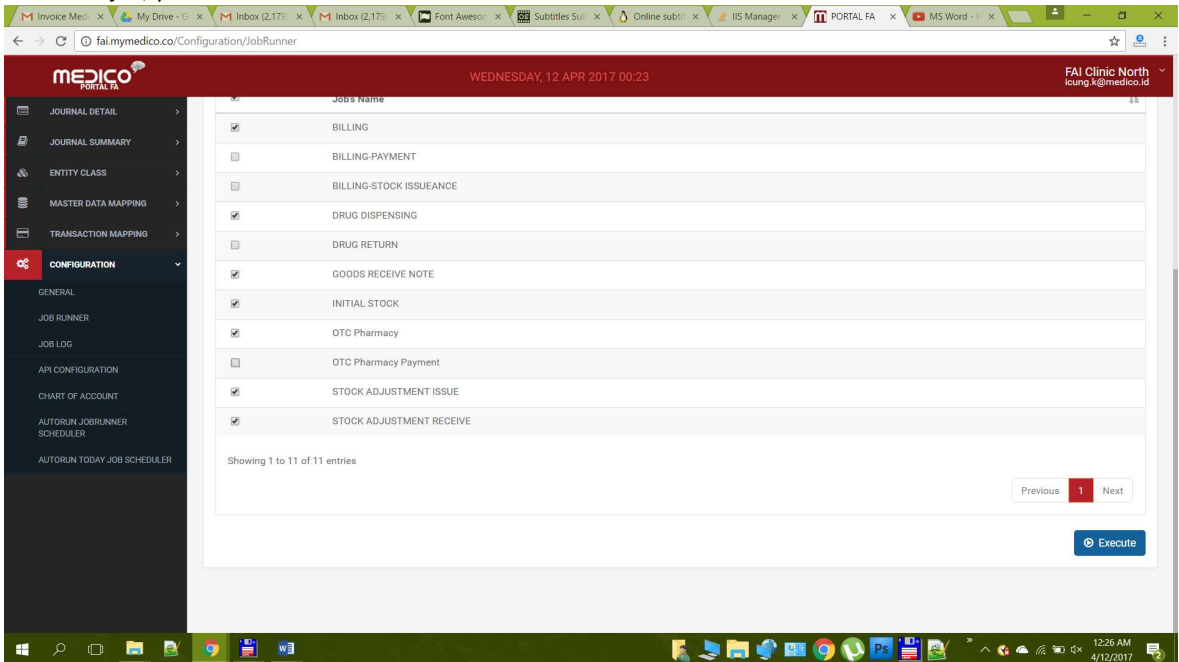 Invoice Medi
My Drive - G
Inbox (2,179
Inbox (2,179
Font Awesom
Subtitles Sul
Online subti
IIS Manager
PORTAL FA
MS Word - H
fai.mymedico.co/Configuration/JobRunner
MEDICO
PORTAL FA
WEDNESDAY, 12 APR 2017 00:23
FAI Clinic North
icung.k@medico.id
JOURNAL DETAIL
JOURNAL SUMMARY
ENTITY CLASS
MASTER DATA MAPPING
TRANSACTION MAPPING
CONFIGURATION
GENERAL
JOB RUNNER
JOB LOG
API CONFIGURATION
CHART OF ACCOUNT
AUTORUN JOBRUNNER
SCHEDULER
AUTORUN TODAY JOB SCHEDULER
Job's Name
BILLING
BILLING-PAYMENT
BILLING-STOCK ISSUEANCE
DRUG DISPENSING
DRUG RETURN
GOODS RECEIVE NOTE
INITIAL STOCK
OTC Pharmacy
OTC Pharmacy Payment
STOCK ADJUSTMENT ISSUE
STOCK ADJUSTMENT RECEIVE
Showing 1 to 11 of 11 entries
Previous 1 Next
Execute
12:26 AM
4/12/2017